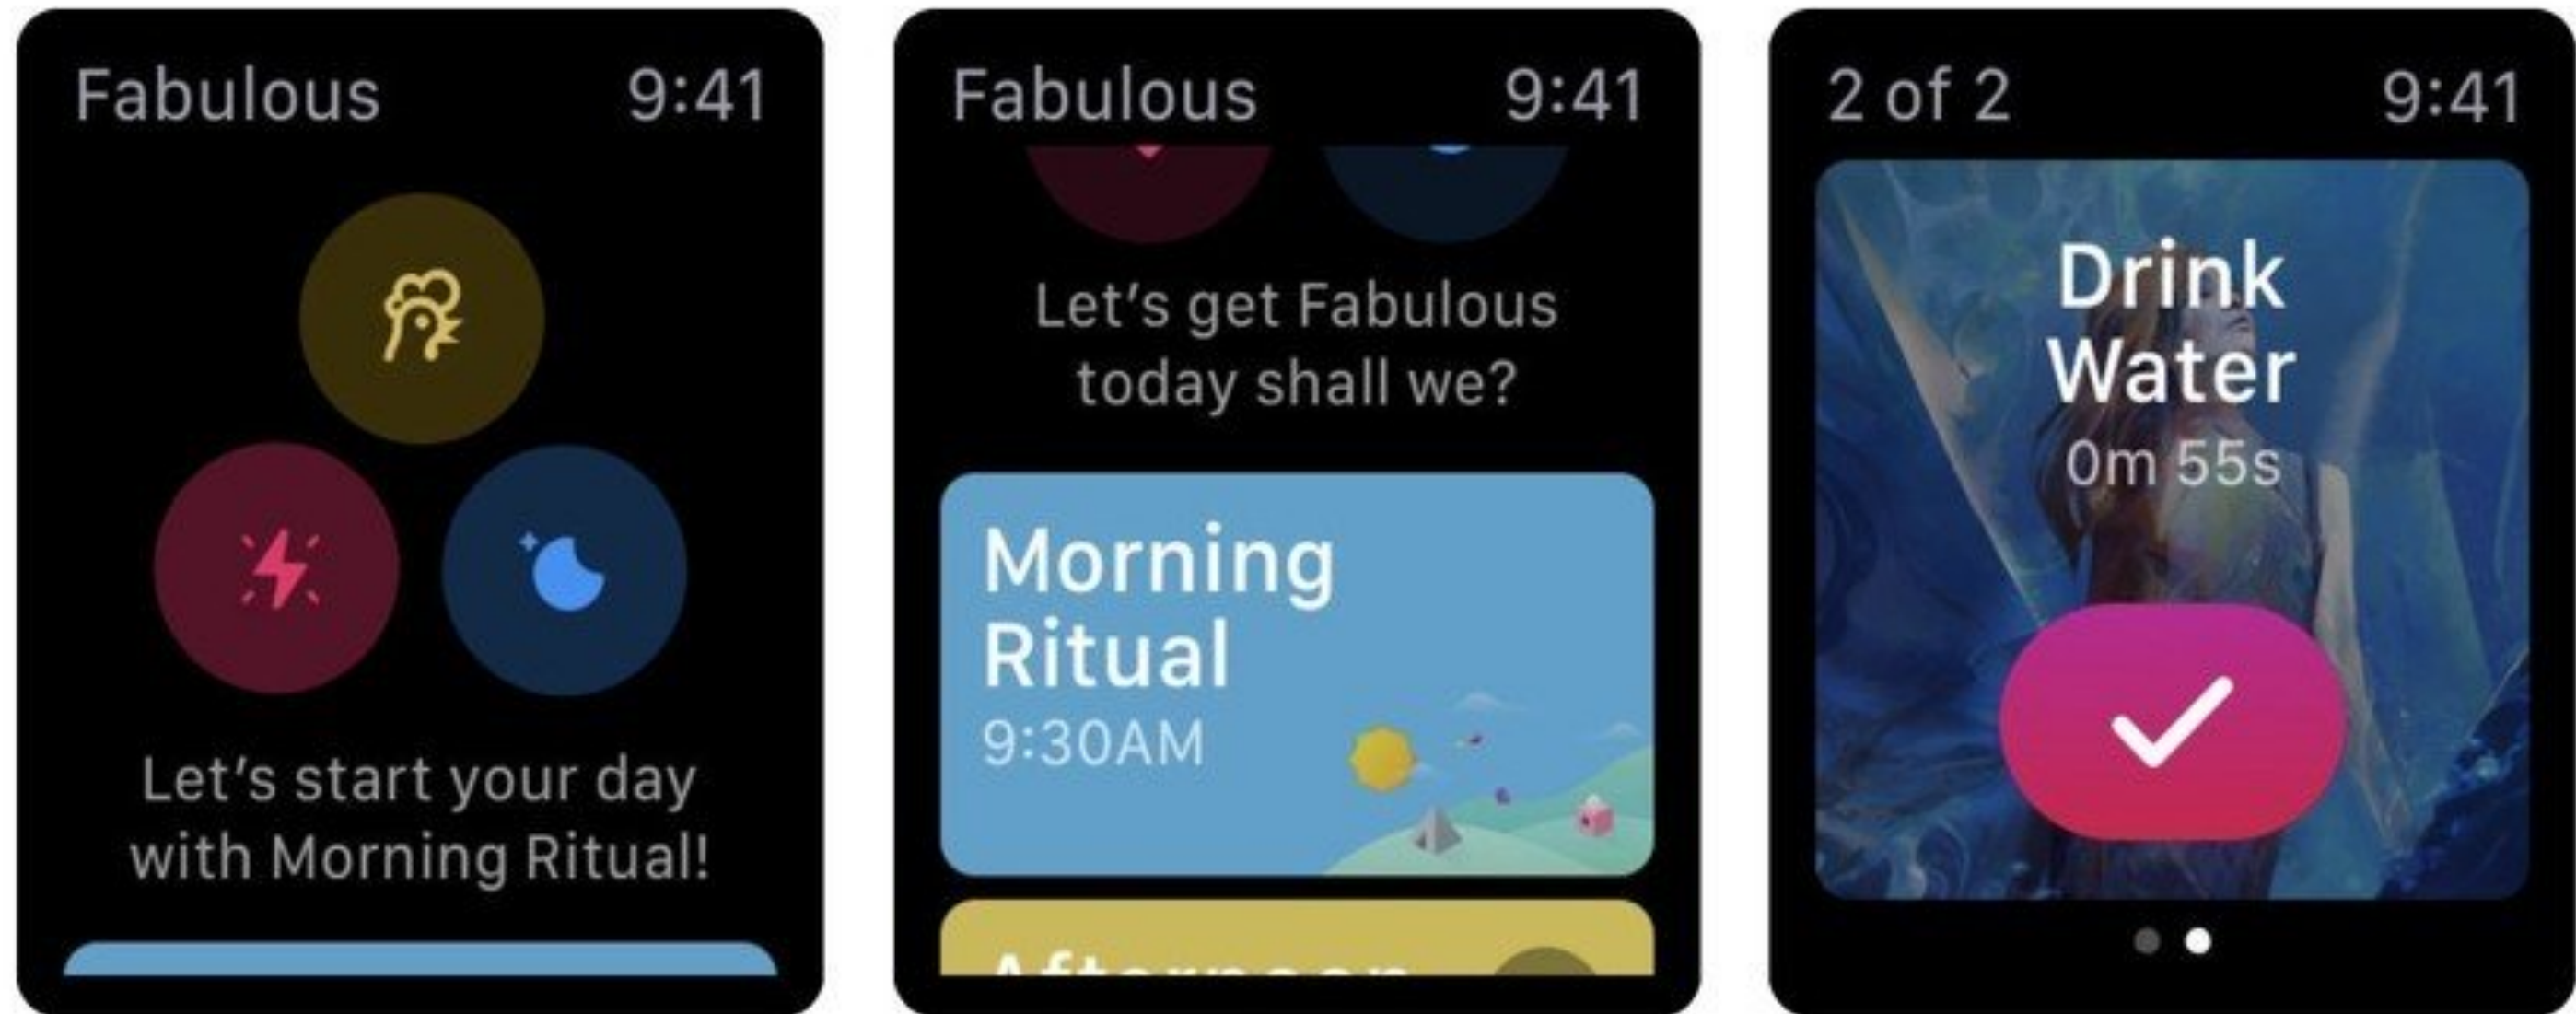 Fabulous 9:41
Let's start your day
with Morning Ritual!
Fabulous 9:41
Let's get Fabulous
today shall we?
Morning
Ritual
9:30AM
Afternoon
2 of 2 9:41
Drink
Water
0m 55s